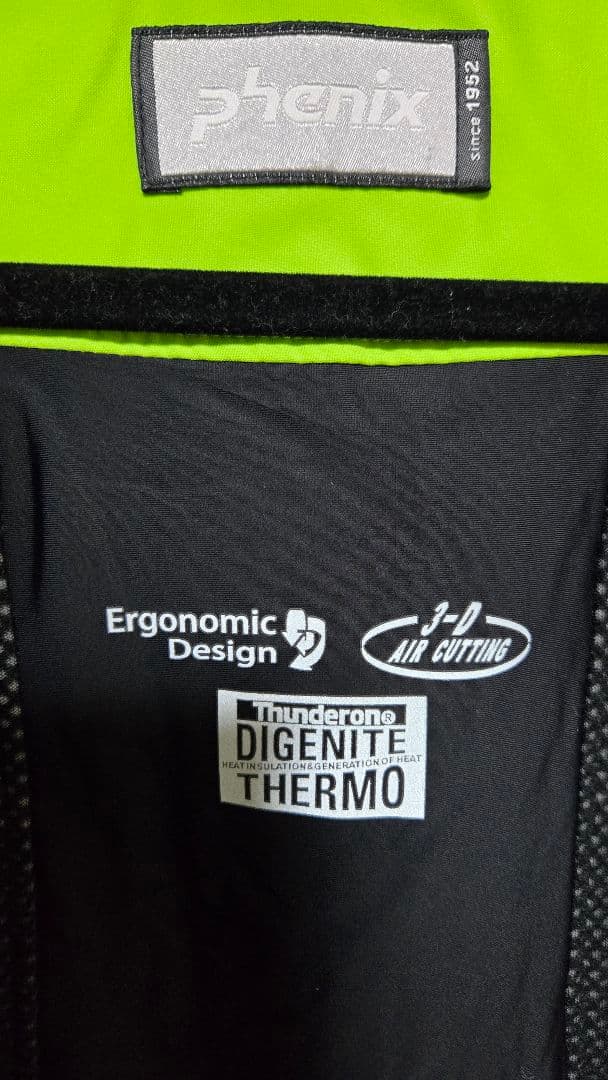 phenix
since 1952
Ergonomic
Design
3-D
AIR CUTTING
Thunderon®
DIGENITE
HEAT INSULATION&GENERATION OF HEAT
THERMO